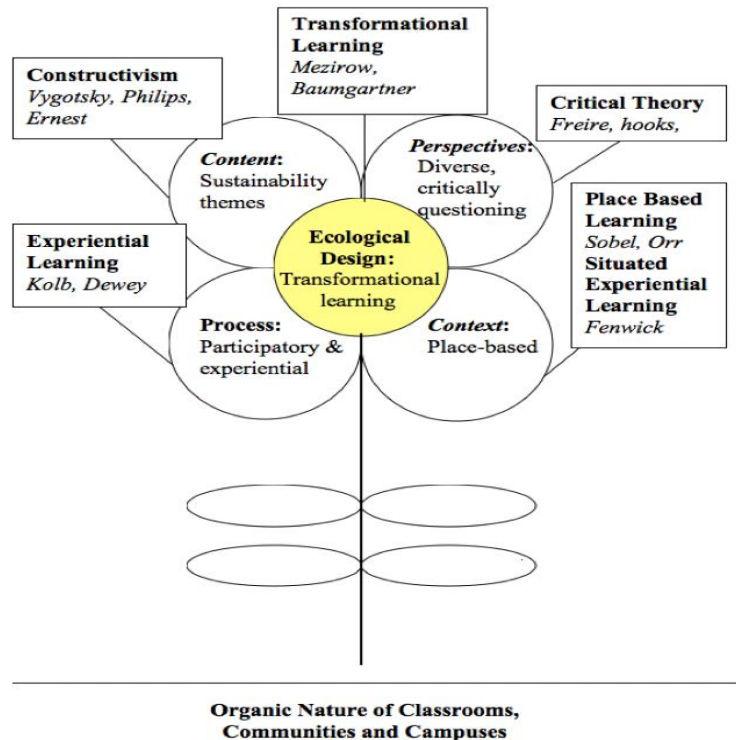 Transformational
Learning
Mezirow,
Baumgartner
Constructivism
Vygotsky, Philips,
Ernest
Critical Theory
Freire, hooks,
Content:
Sustainability
themes
Perspectives:
Diverse,
critically
questioning
Place Based
Learning
Sobel, Orr
Situated
Experiential
Learning
Fenwick
Experiential
Learning
Kolb, Dewey
Ecological
Design:
Transformational
learning
Process:
Participatory &
experiential
Context:
Place-based
Organic Nature of Classrooms,
Communities and Campuses